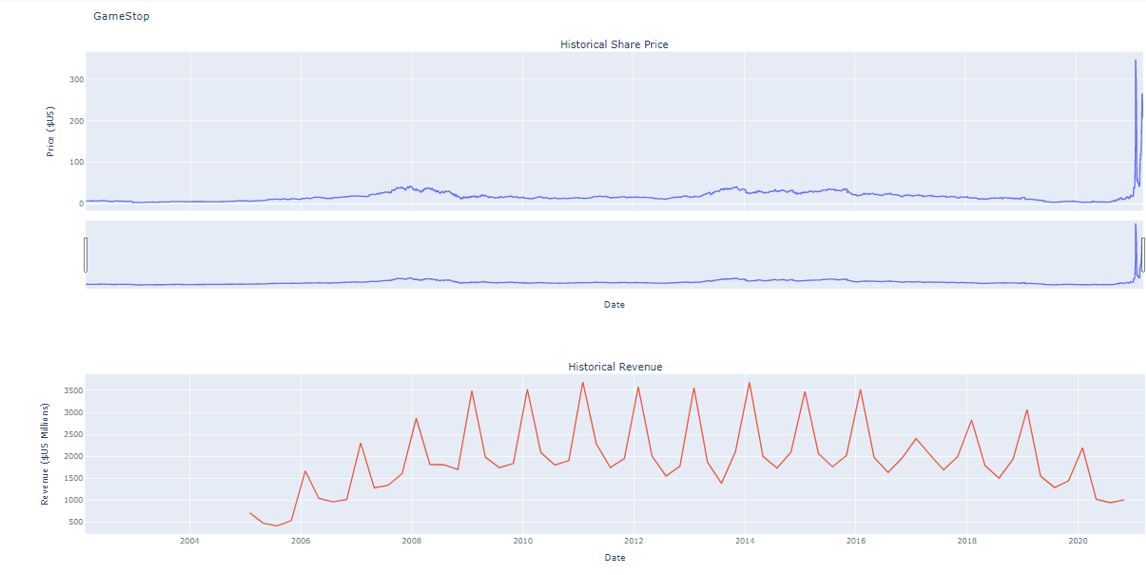 GameStop
Historical Share Price
Price ($US)
300
200
100
0
Date
Historical Revenue
Revenue ($US Millions)
3500
3000
2500
2000
1500
1000
500
2004 2006 2008 2010 2012 2014 2016 2018 2020
Date